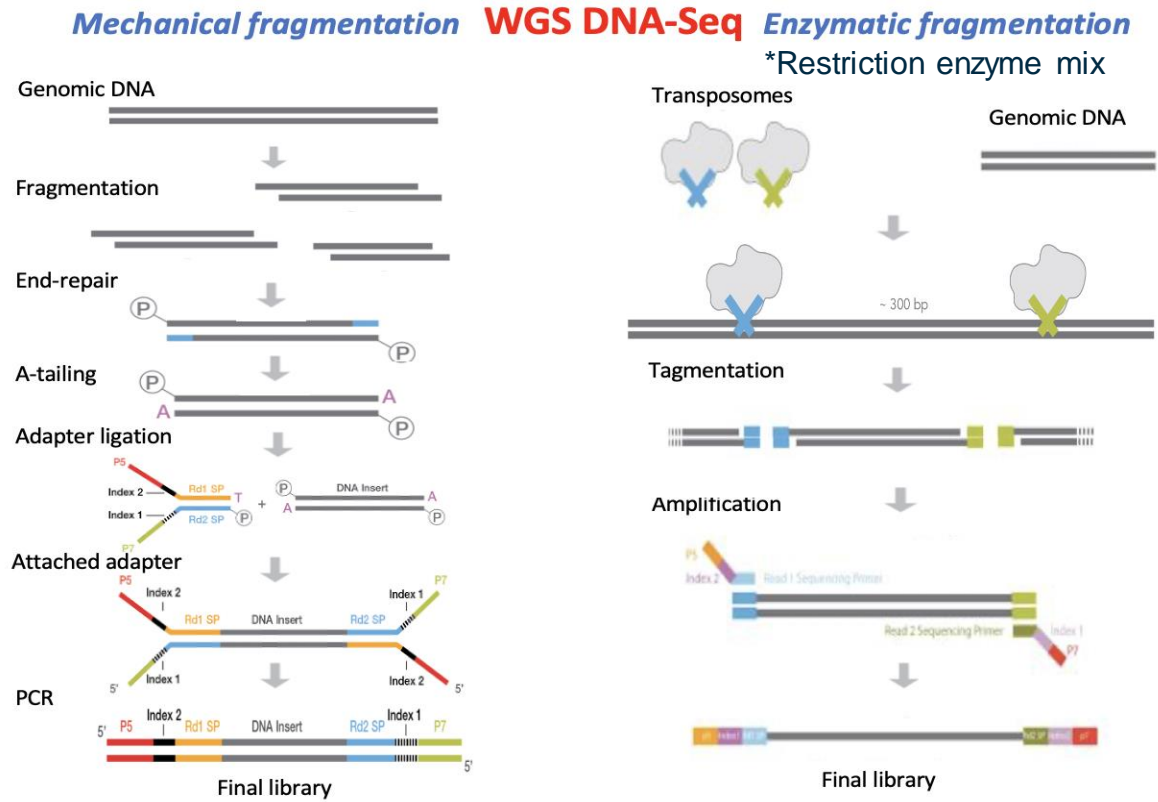 Mechanical fragmentation WGS DNA-Seq Enzymatic fragmentation
*Restriction enzyme mix
Genomic DNA
Fragmentation
End-repair
P
P
A-tailing
P
A
A
P
Adapter ligation
P5
Index 2
Rd1 SP
T
Index 1
Rd2 SP
P
P7
+
P
DNA Insert
A
A
P
Attached adapter
P5
Index 2
Rd1 SP
DNA Insert
Rd2 SP
Index 1
P7
5'
Index 1
Index 2
5'
PCR
5'
P5
Index 2
Rd1 SP
DNA Insert
Rd2 SP
Index 1
P7
5'
Final library
Transposomes
Genomic DNA
~ 300 bp
Tagmentation
Amplification
P5
Index 2
Read 1 Sequencing Primer
Read 2 Sequencing Primer
Index 1
P7
Rd2 SP
Final library